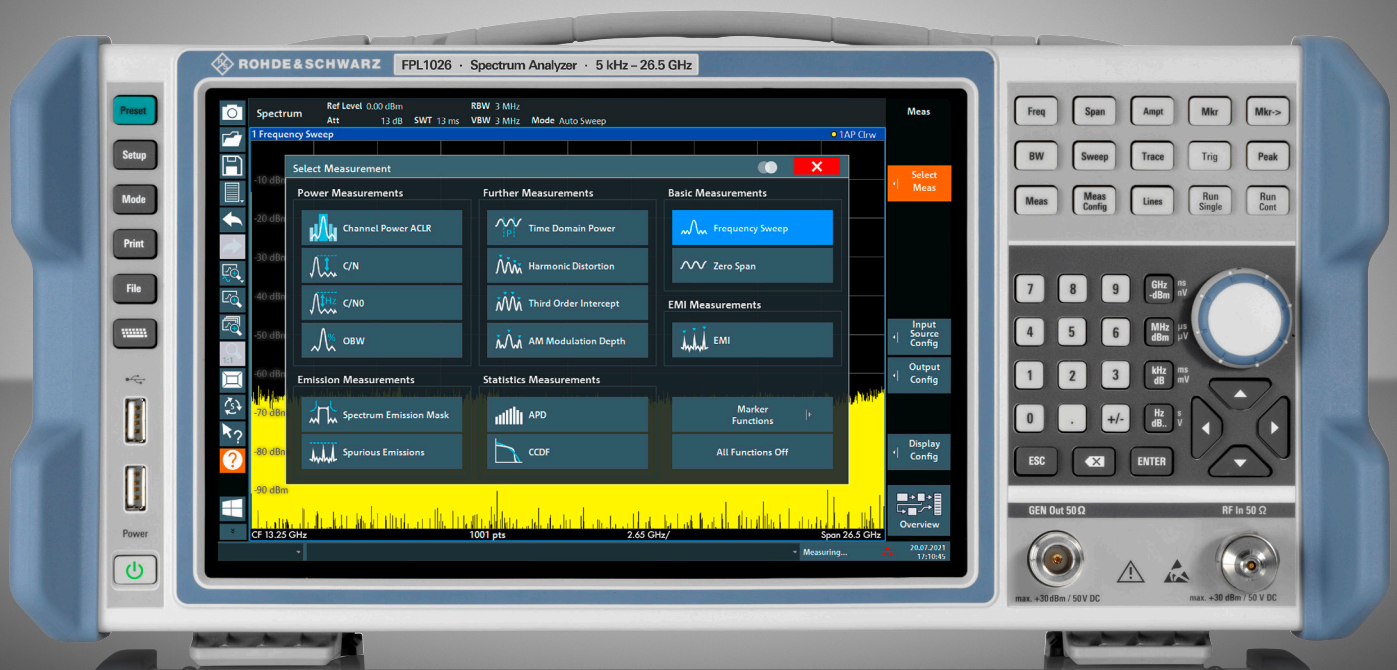 ROHDE&SCHWARZ
FPL1026 · Spectrum Analyzer · 5 kHz – 26.5 GHz
Preset
Setup
Mode
Print
File
Power
Spectrum
Ref Level 0.00 dBm
RBW 3 MHz
Att 13 dB SWT 13 ms VBW 3 MHz Mode Auto Sweep
1 Frequency Sweep
1AP Clrw
Select Measurement
Power Measurements
Channel Power ACLR
C/N
Hz
C/N0
%
OBW
Further Measurements
Time Domain Power
Harmonic Distortion
Third Order Intercept
AM Modulation Depth
Basic Measurements
Frequency Sweep
Zero Span
EMI Measurements
EMI
Emission Measurements
Spectrum Emission Mask
Spurious Emissions
Statistics Measurements
APD
CCDF
Marker
Functions
All Functions Off
-10 dBm
-20 dBm
-30 dBm
-40 dBm
-50 dBm
-60 dBm
-70 dBm
-80 dBm
-90 dBm
1:1
CF 13.25 GHz
1001 pts
2.65 GHz/
Span 26.5 GHz
Measuring...
20.07.2021
17:10:45
Meas
Select
Meas
Input
Source
Config
Output
Config
Display
Config
Overview
Freq
Span
Ampt
Mkr
Mkr->
BW
Sweep
Trace
Trig
Peak
Meas
Meas
Config
Lines
Run
Single
Run
Cont
7
8
9
GHz
-dBm
ns
nV
4
5
6
MHz
dBm
µs
µV
1
2
3
kHz
dB
ms
mV
0
.
+/-
Hz
dB..
s
V
ESC
ENTER
GEN Out 50 Ω
RF In 50 Ω
max. +30 dBm / 50 V DC
max. +30 dBm / 50 V DC